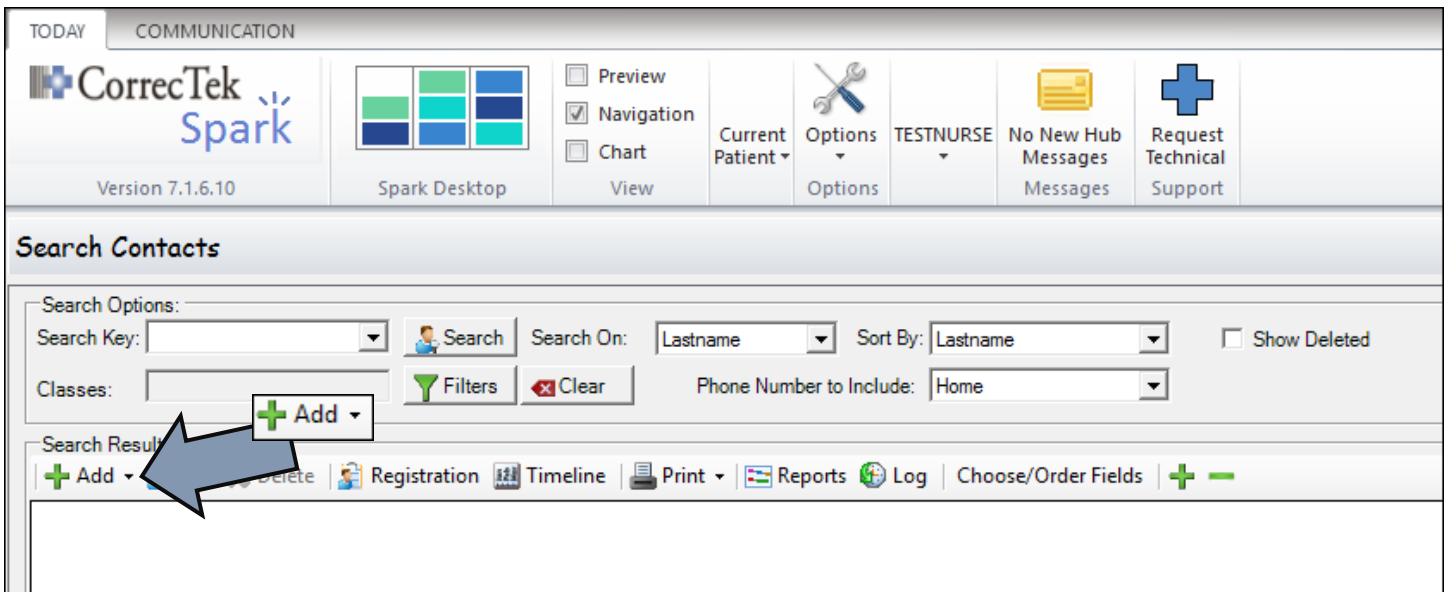 TODAY COMMUNICATION
CorrecTek
Spark
Version 7.1.6.10
Spark Desktop
Preview
Navigation
Chart
View
Current
Patient
Options
Options
TESTNURSE
No New Hub
Messages
Messages
Request
Technical
Support
Search Contacts
Search Options:
Search Key: Search Search On: Lastname Sort By: Lastname Show Deleted
Classes: Filters Clear Phone Number to Include: Home
Add
Search Resul
Add Delete Registration Timeline Print Reports Log Choose/Order Fields